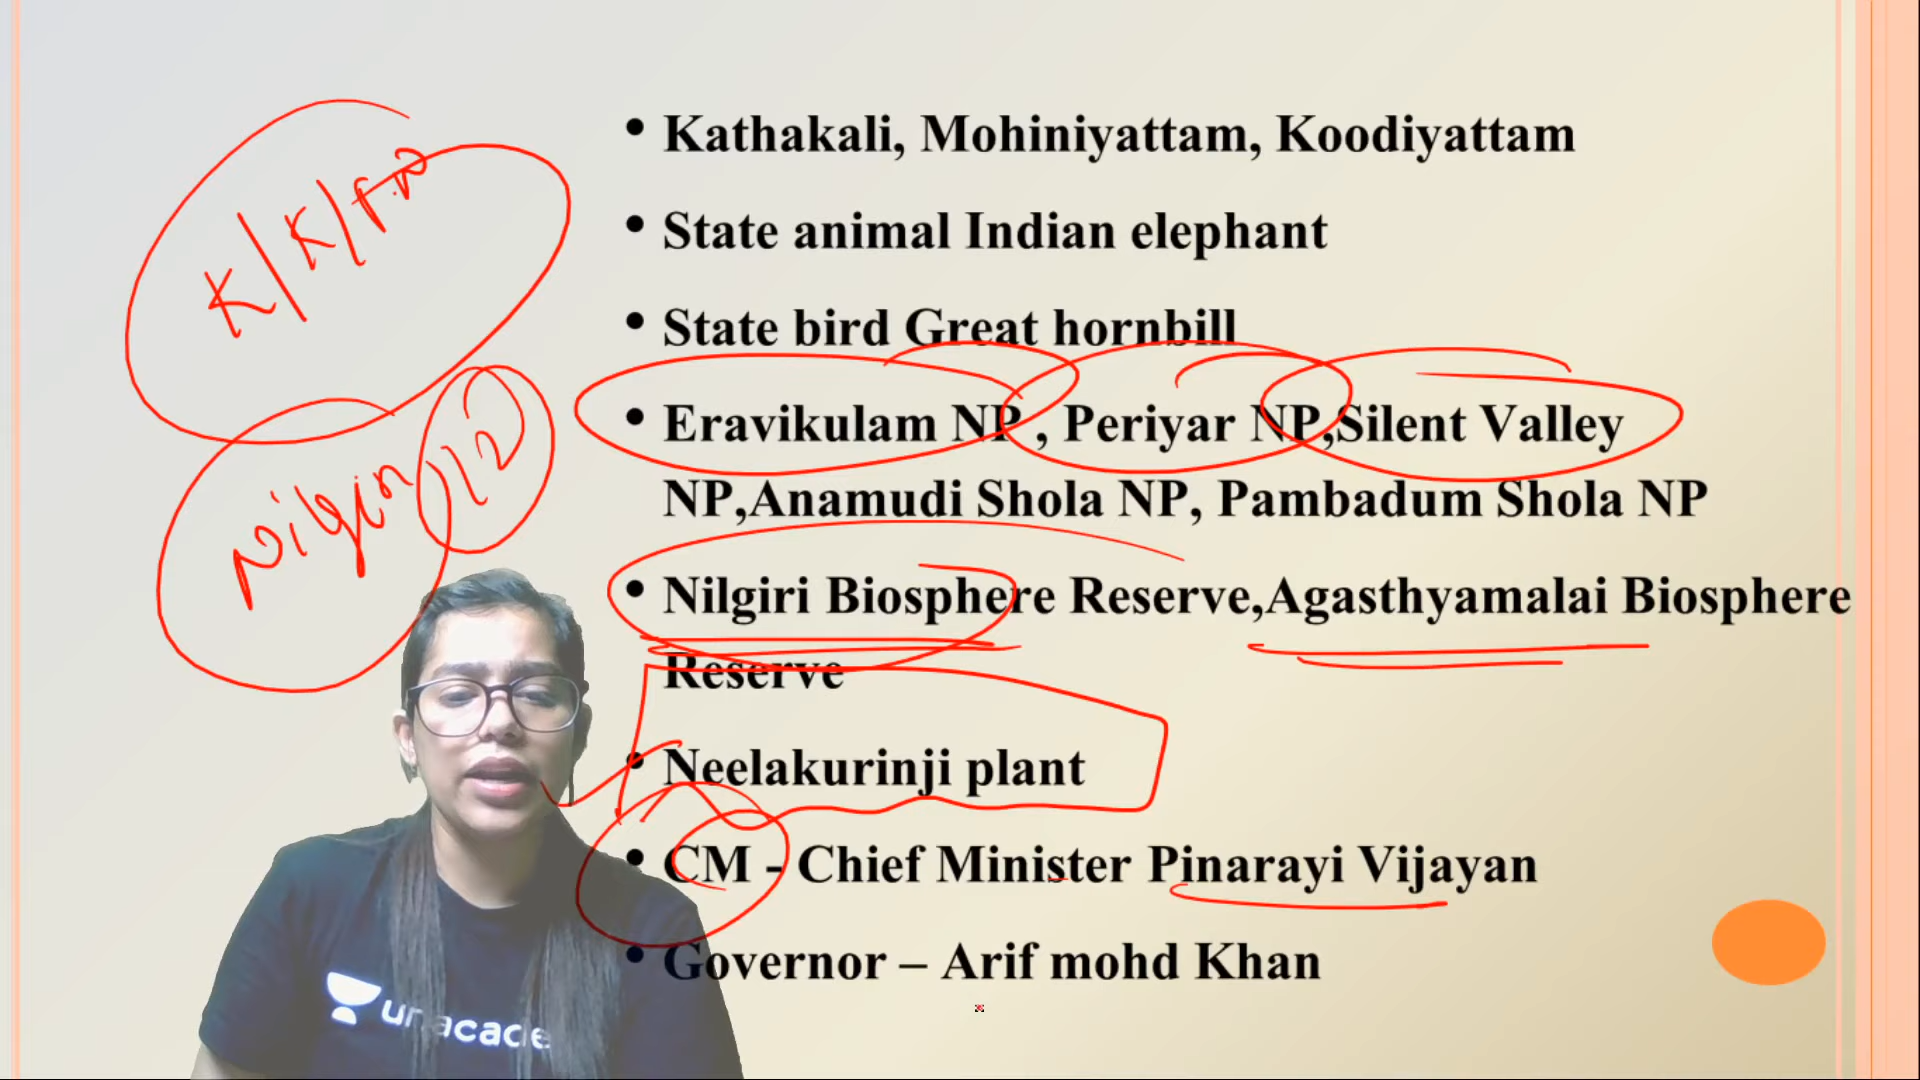 • Kathakali, Mohiniyattam, Koodiyattam
• State animal Indian elephant
• State bird Great hornbill
• Eravikulam NP , Periyar NP,Silent Valley
NP,Anamudi Shola NP, Pambadum Shola NP
• Nilgiri Biosphere Reserve,Agasthyamalai Biosphere
Reserve
• Neelakurinji plant
• CM - Chief Minister Pinarayi Vijayan
• Governor – Arif mohd Khan
K/K/
12
unacade